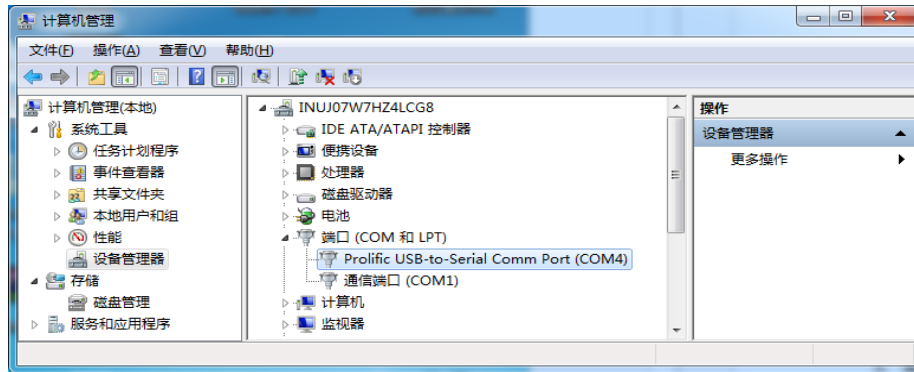 计算机管理
文件(F) 操作(A) 查看(V) 帮助(H)
计算机管理(本地)
系统工具
任务计划程序
事件查看器
共享文件夹
本地用户和组
性能
设备管理器
存储
磁盘管理
服务和应用程序
INUJ07W7HZ4LCG8
IDE ATA/ATAPI 控制器
便携设备
处理器
磁盘驱动器
电池
端口 (COM 和 LPT)
Prolific USB-to-Serial Comm Port (COM4)
通信端口 (COM1)
计算机
监视器
操作
设备管理器
更多操作